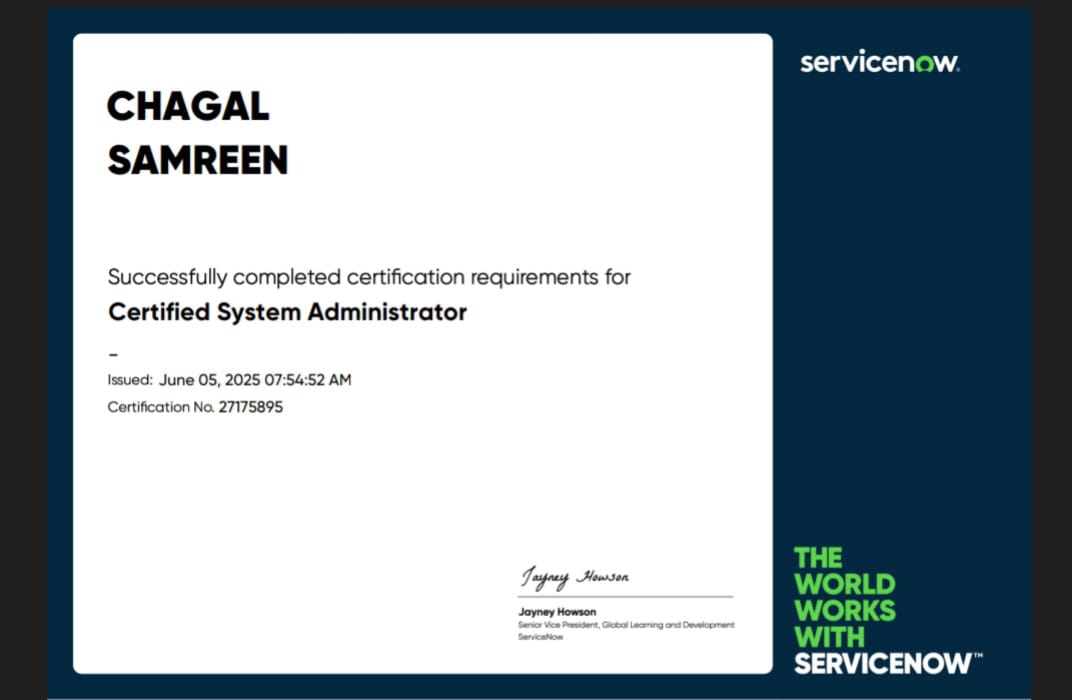 servicenow.
CHAGAL
SAMREEN
Successfully completed certification requirements for
Certified System Administrator
–
Issued: June 05, 2025 07:54:52 AM
Certification No. 27175895
Jayney Howson
Jayney Howson
Senior Vice President, Global Learning and Development
ServiceNow
THE
WORLD
WORKS
WITH
SERVICENOW™